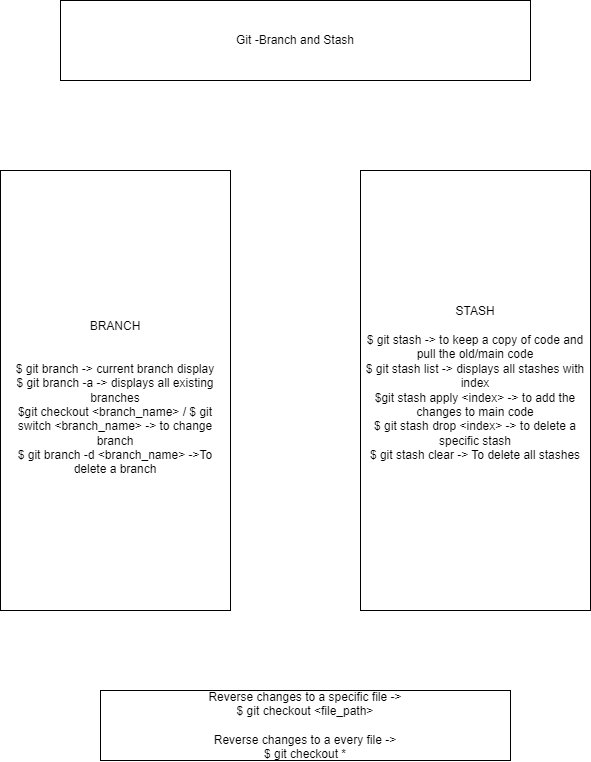 Git -Branch and Stash
BRANCH
$ git branch -> current branch display
$ git branch -a -> displays all existing
branches
$git checkout <branch_name> / $ git
switch <branch_name> -> to change
branch
$ git branch -d <branch_name> ->To
delete a branch
STASH
$ git stash -> to keep a copy of code and
pull the old/main code
$ git stash list -> displays all stashes with
index
$git stash apply <index> -> to add the
changes to main code
$ git stash drop <index> -> to delete a
specific stash
$ git stash clear -> To delete all stashes
Reverse changes to a specific file ->
$ git checkout <file_path>
Reverse changes to a every file ->
$ git checkout *